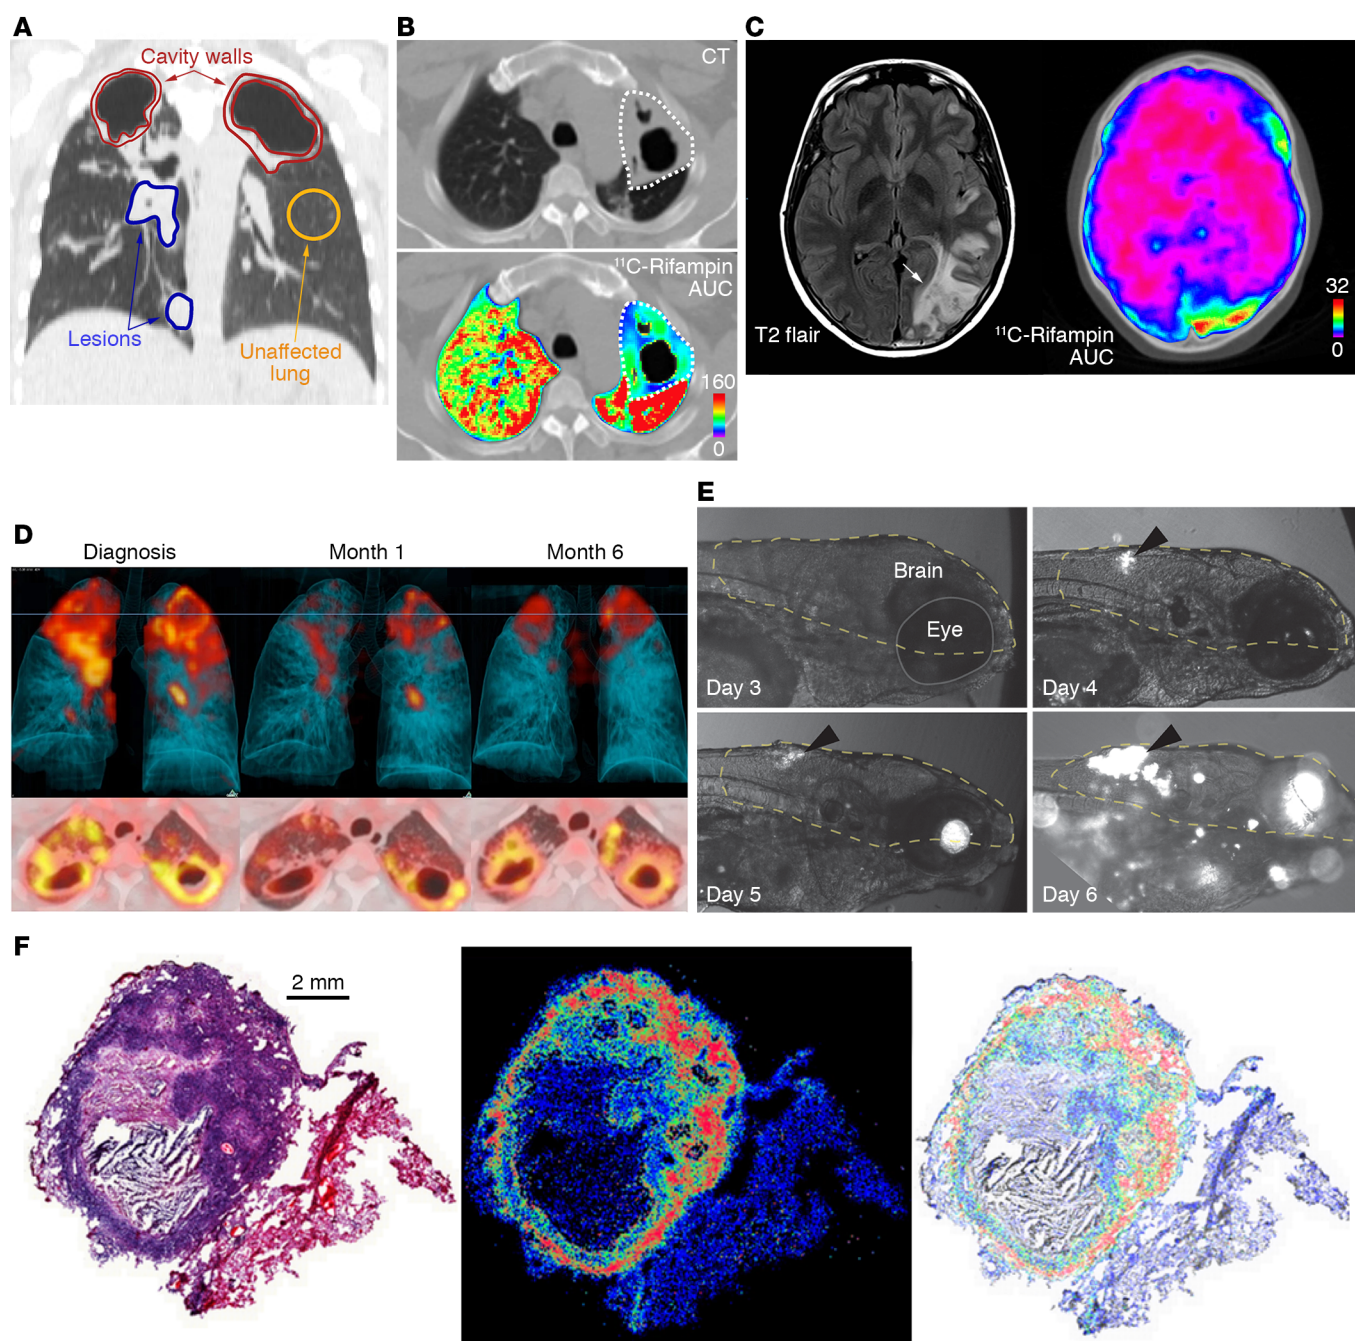 A
Cavity walls
Lesions
Unaffected
lung
B
CT
¹¹C-Rifampin
AUC
160
0
C
T2 flair
¹¹C-Rifampin
AUC
32
0
D
Diagnosis
Month 1
Month 6
E
Brain
Eye
Day 3
Day 4
Day 5
Day 6
F
2 mm